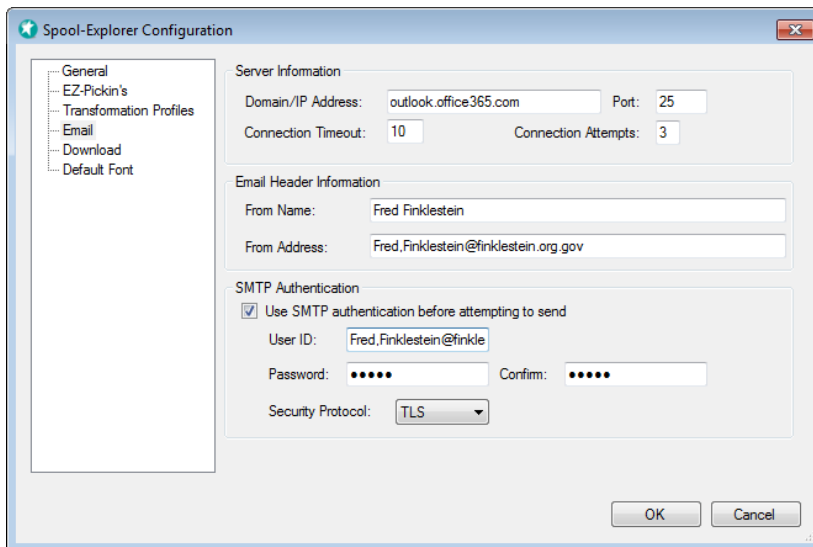 Spool-Explorer Configuration
General
EZ-Pickin's
Transformation Profiles
Email
Download
Default Font
Server Information
Domain/IP Address: outlook.office365.com Port: 25
Connection Timeout: 10 Connection Attempts: 3
Email Header Information
From Name: Fred Finklestein
From Address: Fred,Finklestein@finklestein.org.gov
SMTP Authentication
Use SMTP authentication before attempting to send
User ID: Fred,Finklestein@finkle
Password: ••••• Confirm: •••••
Security Protocol: TLS
OK Cancel